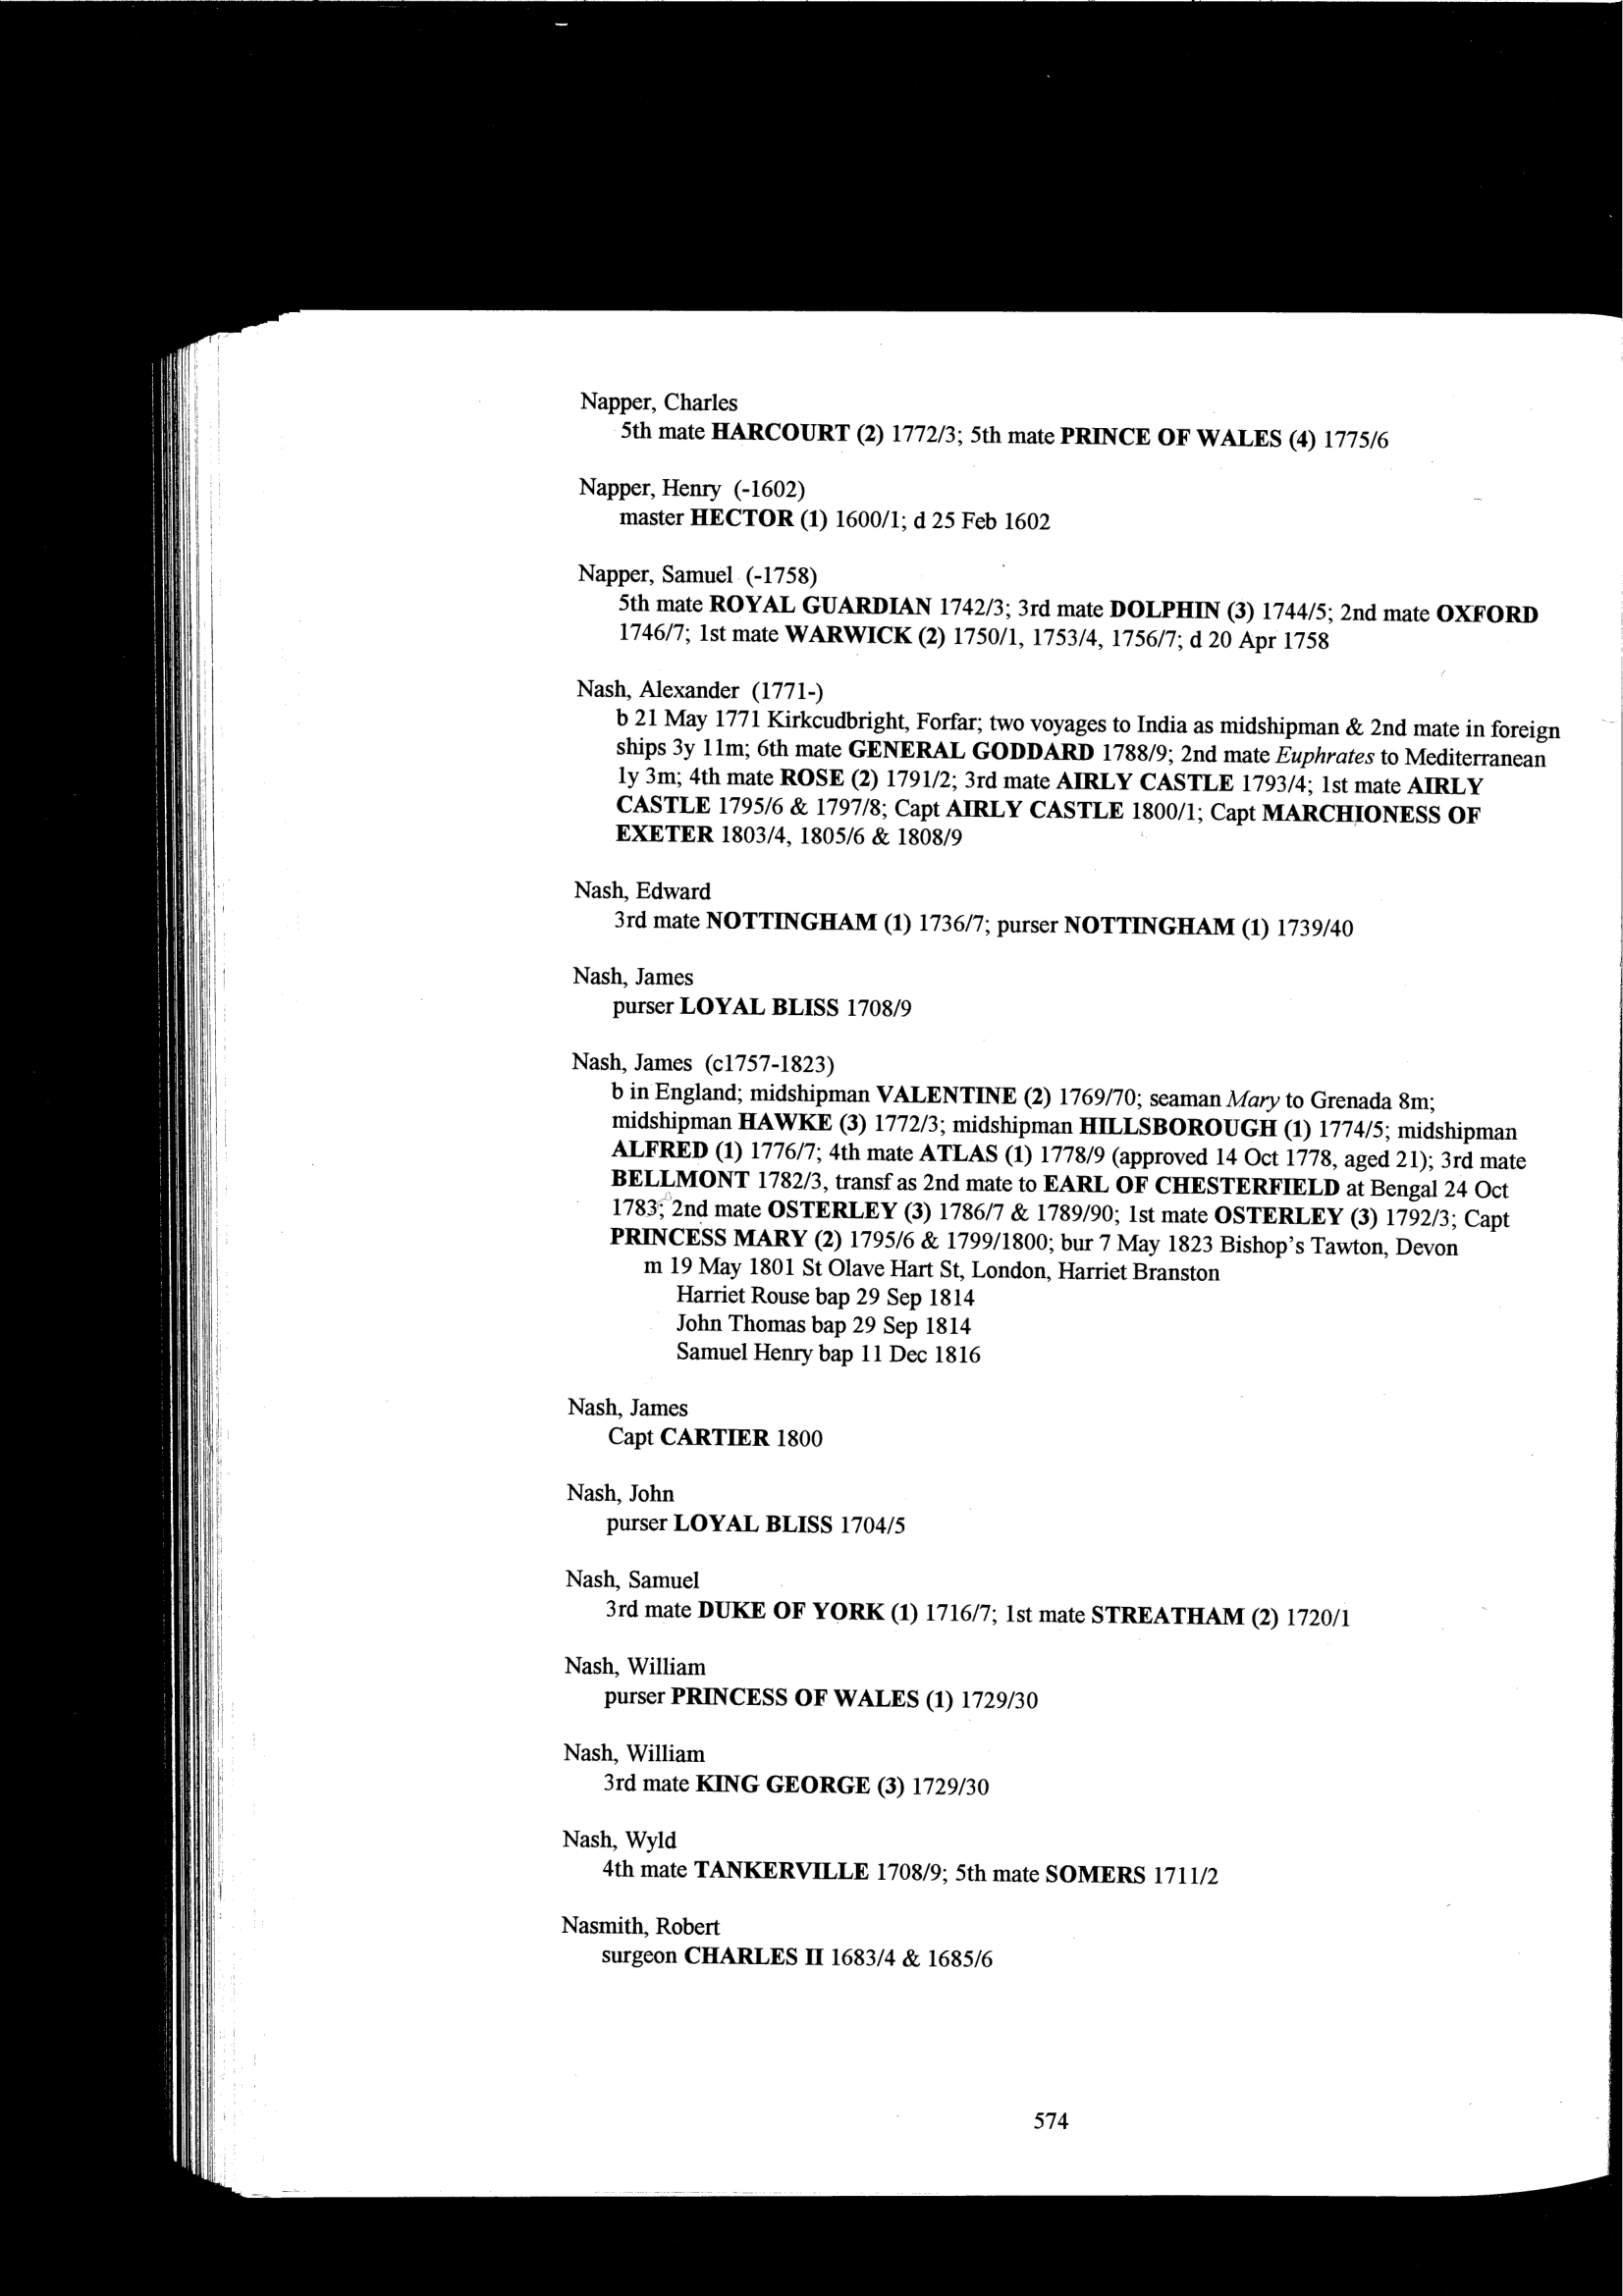 Napper, Charles
5th mate HARCOURT (2) 1772/3; 5th mate PRINCE OF WALES (4) 1775/6
Napper, Henry (-1602)
master HECTOR (1) 1600/1; d 25 Feb 1602
Napper, Samuel (-1758)
5th mate ROYAL GUARDIAN 1742/3; 3rd mate DOLPHIN (3) 1744/5; 2nd mate OXFORD
1746/7; 1st mate WARWICK (2) 1750/1, 1753/4, 1756/7; d 20 Apr 1758
Nash, Alexander (1771-)
b 21 May 1771 Kirkcudbright, Forfar; two voyages to India as midshipman & 2nd mate in foreign
ships 3y 11m; 6th mate GENERAL GODDARD 1788/9; 2nd mate Euphrates to Mediterranean
1y 3m; 4th mate ROSE (2) 1791/2; 3rd mate AIRLY CASTLE 1793/4; 1st mate AIRLY
CASTLE 1795/6 & 1797/8; Capt AIRLY CASTLE 1800/1; Capt MARCHIONESS OF
EXETER 1803/4, 1805/6 & 1808/9
Nash, Edward
3rd mate NOTTINGHAM (1) 1736/7; purser NOTTINGHAM (1) 1739/40
Nash, James
purser LOYAL BLISS 1708/9
Nash, James (c1757-1823)
b in England; midshipman VALENTINE (2) 1769/70; seaman Mary to Grenada 8m;
midshipman HAWKE (3) 1772/3; midshipman HILLSBOROUGH (1) 1774/5; midshipman
ALFRED (1) 1776/7; 4th mate ATLAS (1) 1778/9 (approved 14 Oct 1778, aged 21); 3rd mate
BELLMONT 1782/3, transf as 2nd mate to EARL OF CHESTERFIELD at Bengal 24 Oct
1783; 2nd mate OSTERLEY (3) 1786/7 & 1789/90; 1st mate OSTERLEY (3) 1792/3; Capt
PRINCESS MARY (2) 1795/6 & 1799/1800; bur 7 May 1823 Bishop's Tawton, Devon
m 19 May 1801 St Olave Hart St, London, Harriet Branston
Harriet Rouse bap 29 Sep 1814
John Thomas bap 29 Sep 1814
Samuel Henry bap 11 Dec 1816
Nash, James
Capt CARTIER 1800
Nash, John
purser LOYAL BLISS 1704/5
Nash, Samuel
3rd mate DUKE OF YORK (1) 1716/7; 1st mate STREATHAM (2) 1720/1
Nash, William
purser PRINCESS OF WALES (1) 1729/30
Nash, William
3rd mate KING GEORGE (3) 1729/30
Nash, Wyld
4th mate TANKERVILLE 1708/9; 5th mate SOMERS 1711/2
Nasmith, Robert
surgeon CHARLES II 1683/4 & 1685/6
574